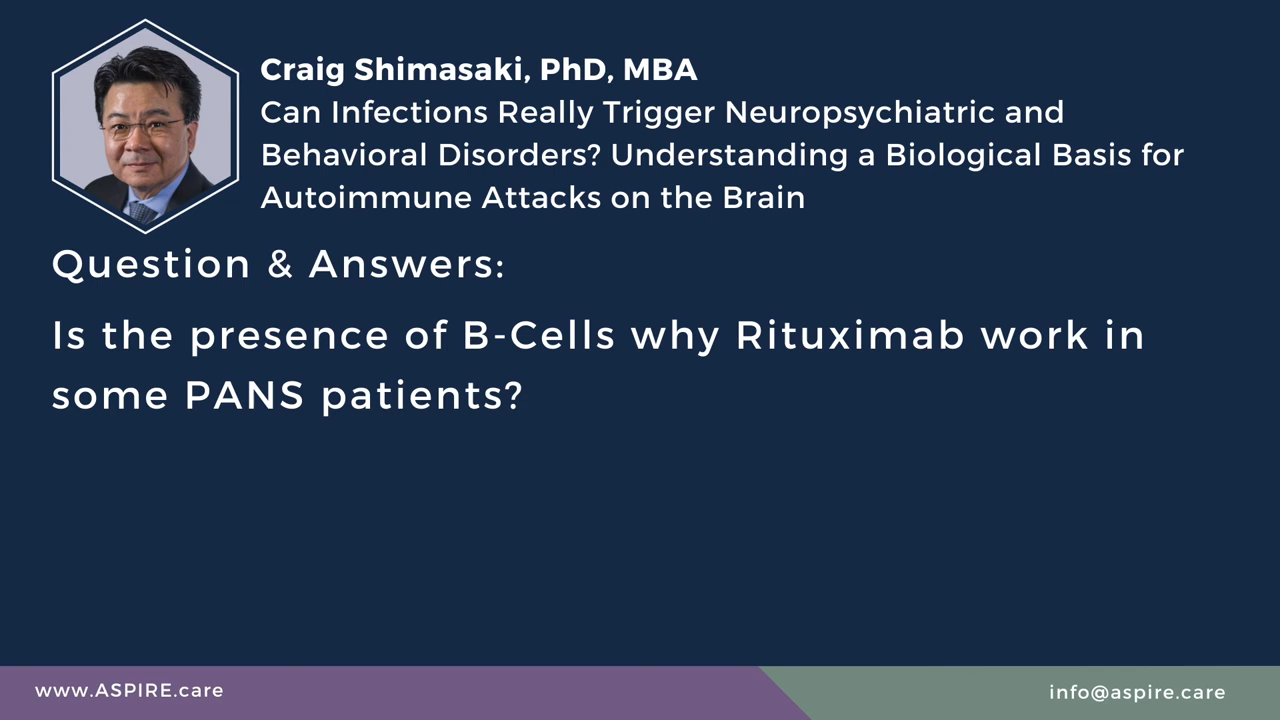 Craig Shimasaki, PhD, MBA
Can Infections Really Trigger Neuropsychiatric and
Behavioral Disorders? Understanding a Biological Basis for
Autoimmune Attacks on the Brain
Question & Answers:
Is the presence of B-Cells why Rituximab work in
some PANS patients?
www.ASPIRE.care
info@aspire.care